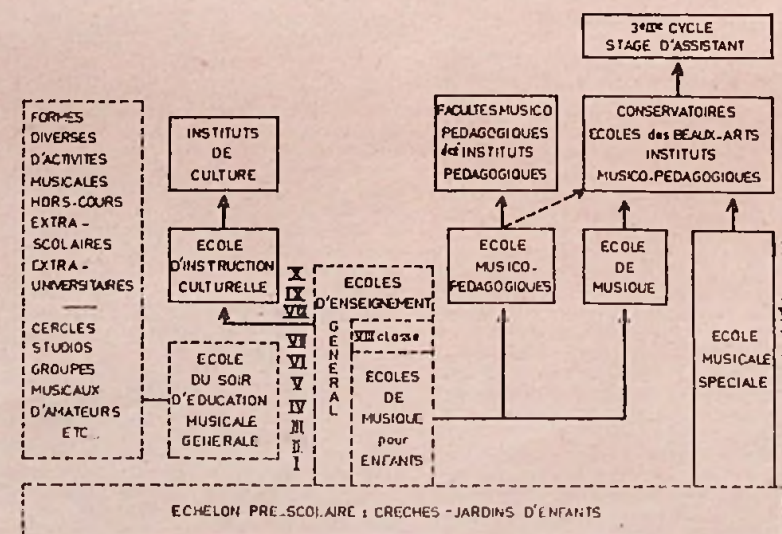 3eme CYCLE
STAGE D'ASSISTANT
FORMES
DIVERSES
D'ACTIVITES
MUSICALES
HORS-COURS
EXTRA-
SCOLAIRES
EXTRA-
UNIVERSITAIRES
CERCLES
STUDIOS
GROUPES
MUSICAUX
D'AMATEURS
ETC...
INSTITUTS
DE
CULTURE
ECOLE
D'INSTRUCTION
CULTURELLE
ECOLE
DU SOIR
D'EDUCATION
MUSICALE
GENERALE
X
IX
VIII
VII
VI
V
IV
III
II
I
ECOLES
D'ENSEIGNEMENT
GENERAL
VIII classe
ECOLES
DE
MUSIQUE
pour
ENFANTS
FACULTES MUSICO
PEDAGOGIQUES
des INSTITUTS
PEDAGOGIQUES
ECOLE
MUSICO-
PEDAGOGIQUES
CONSERVATOIRES
ECOLES des BEAUX-ARTS
INSTITUTS
MUSICO-PEDAGOGIQUES
ECOLE
DE
MUSIQUE
ECOLE
MUSICALE
SPECIALE
ECHELON PRE-SCOLAIRE : CRECHES - JARDINS D'ENFANTS